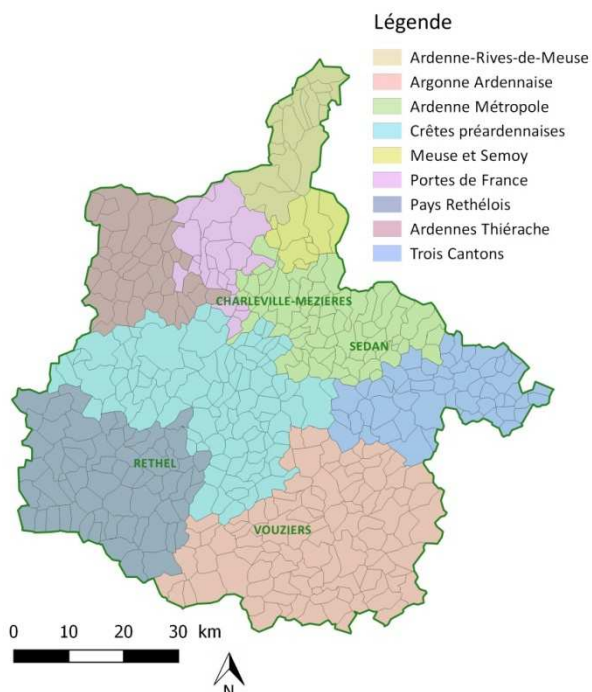 Légende
Ardenne-Rives-de-Meuse
Argonne Ardennaise
Ardenne Métropole
Crêtes préardennaises
Meuse et Semoy
Portes de France
Pays Rethélois
Ardennes Thiérache
Trois Cantons
CHARLEVILLE-MEZIERES
SEDAN
RETHEL
VOUZIERS
0 10 20 30 km
N